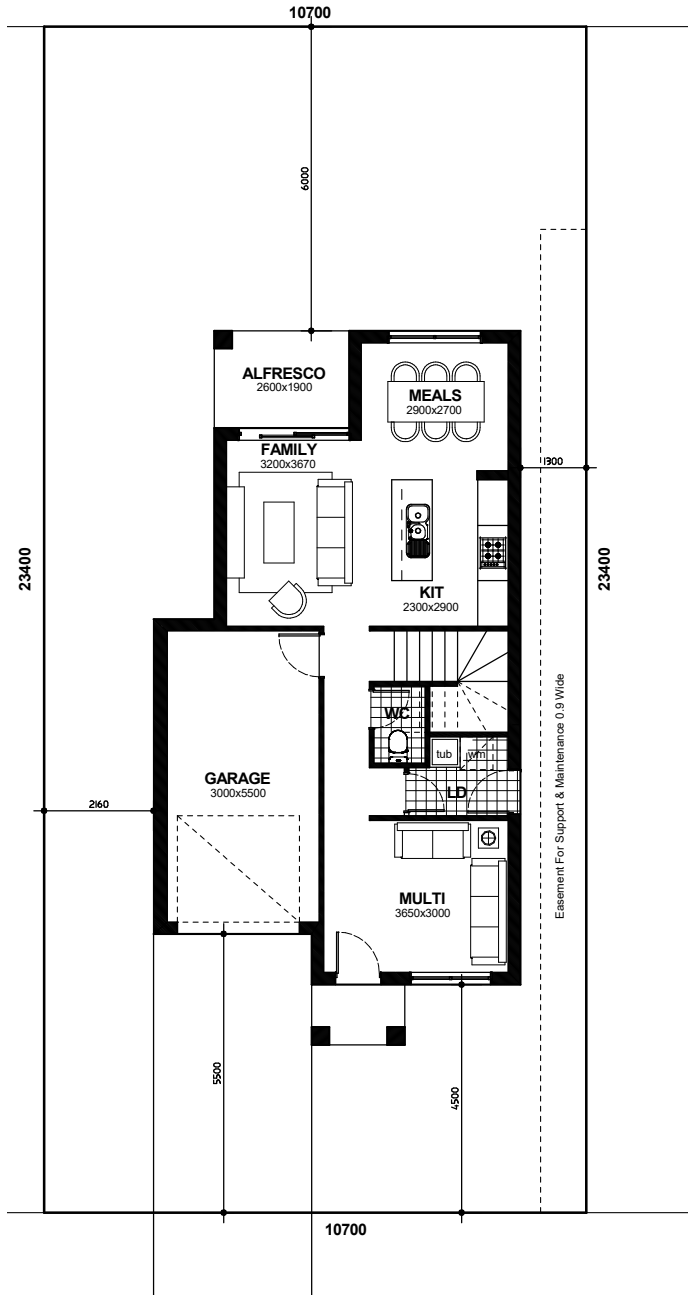 10700
6000
ALFRESCO
2600x1900
MEALS
2900x2700
FAMILY
3200x3670
1300
23400
23400
KIT
2300x2900
WC
tub
wm
LD
GARAGE
3000x5500
2160
Easement For Support & Maintenance 0.9 Wide
MULTI
3650x3000
5500
4500
10700